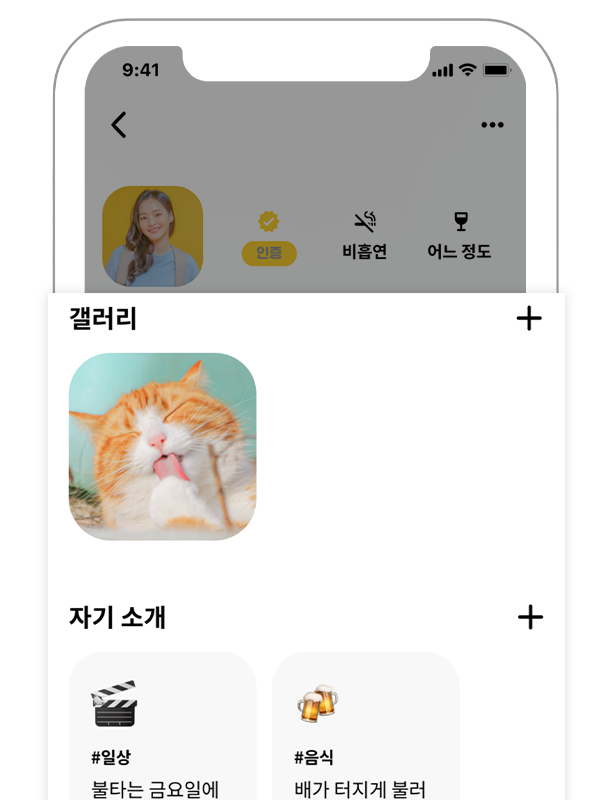 9:41
인증
비흡연
어느 정도
갤러리
자기 소개
#일상
불타는 금요일에
#음식
배가 터지게 불러